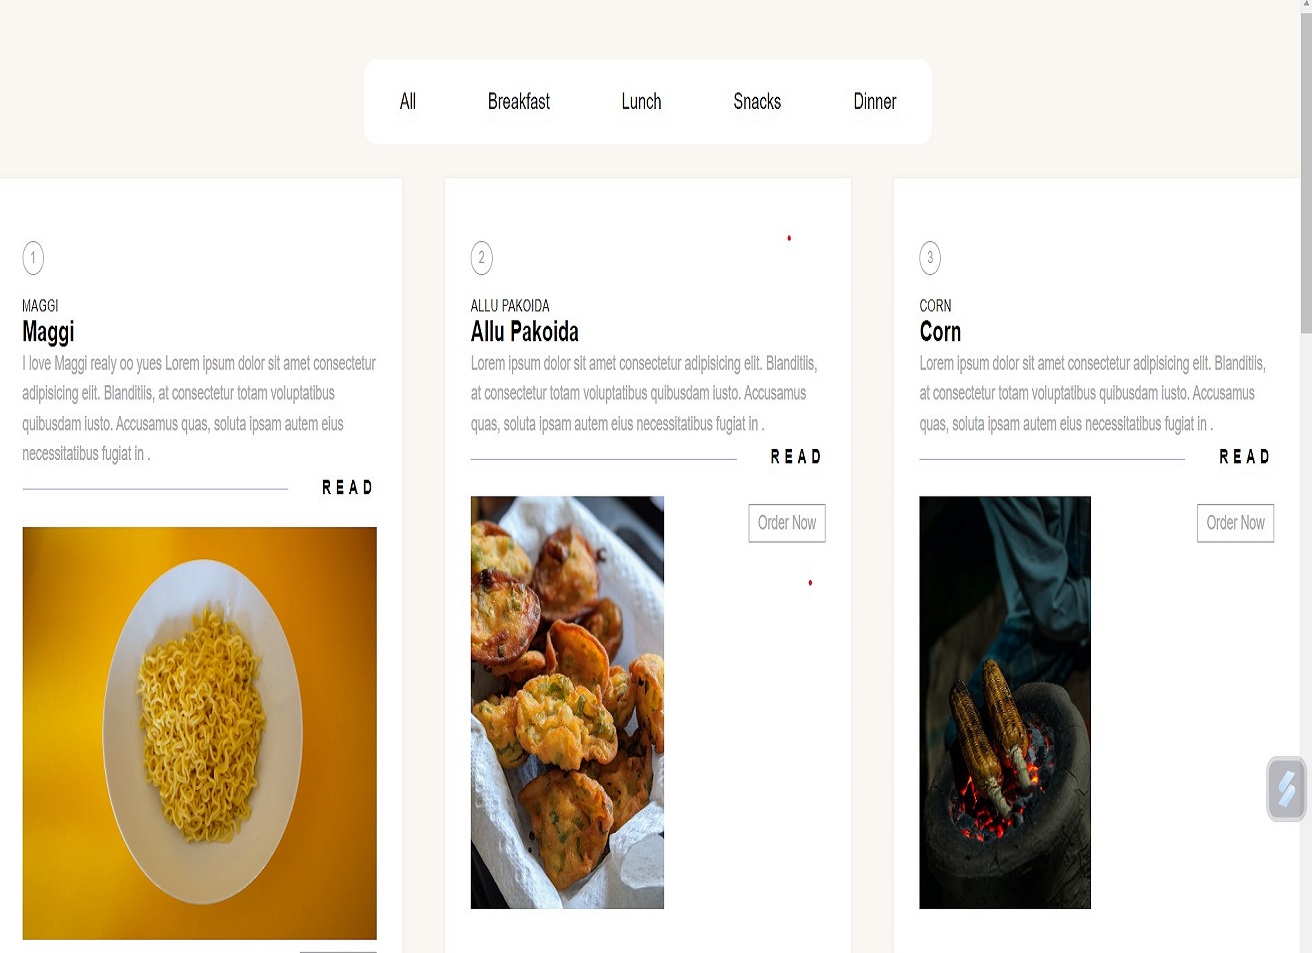 All Breakfast Lunch Snacks Dinner
1
MAGGI
Maggi
I love Maggi realy oo yues Lorem ipsum dolor sit amet consectetur
adipisicing elit. Blanditiis, at consectetur totam voluptatibus
quibusdam iusto. Accusamus quas, soluta ipsam autem eius
necessitatibus fugiat in .
READ
2
ALLU PAKOIDA
Allu Pakoida
Lorem ipsum dolor sit amet consectetur adipisicing elit. Blanditiis,
at consectetur totam voluptatibus quibusdam iusto. Accusamus
quas, soluta ipsam autem eius necessitatibus fugiat in .
READ
Order Now
3
CORN
Corn
Lorem ipsum dolor sit amet consectetur adipisicing elit. Blanditiis,
at consectetur totam voluptatibus quibusdam iusto. Accusamus
quas, soluta ipsam autem eius necessitatibus fugiat in .
READ
Order Now